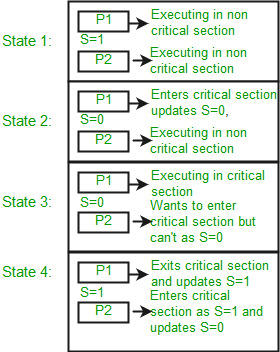 State 1:
P1
Executing in non
critical section
S=1
P2
Executing in non
critical section
State 2:
P1
Enters critical section
updates S=0,
S=0
P2
Executing in non
critical section
State 3:
P1
Executing in critical
section
S=0
P2
Wants to enter
critical section but
can't as S=0
State 4:
P1
Exits critical section
and updates S=1
S=1
P2
Enters critical
section as S=1 and
updates S=0